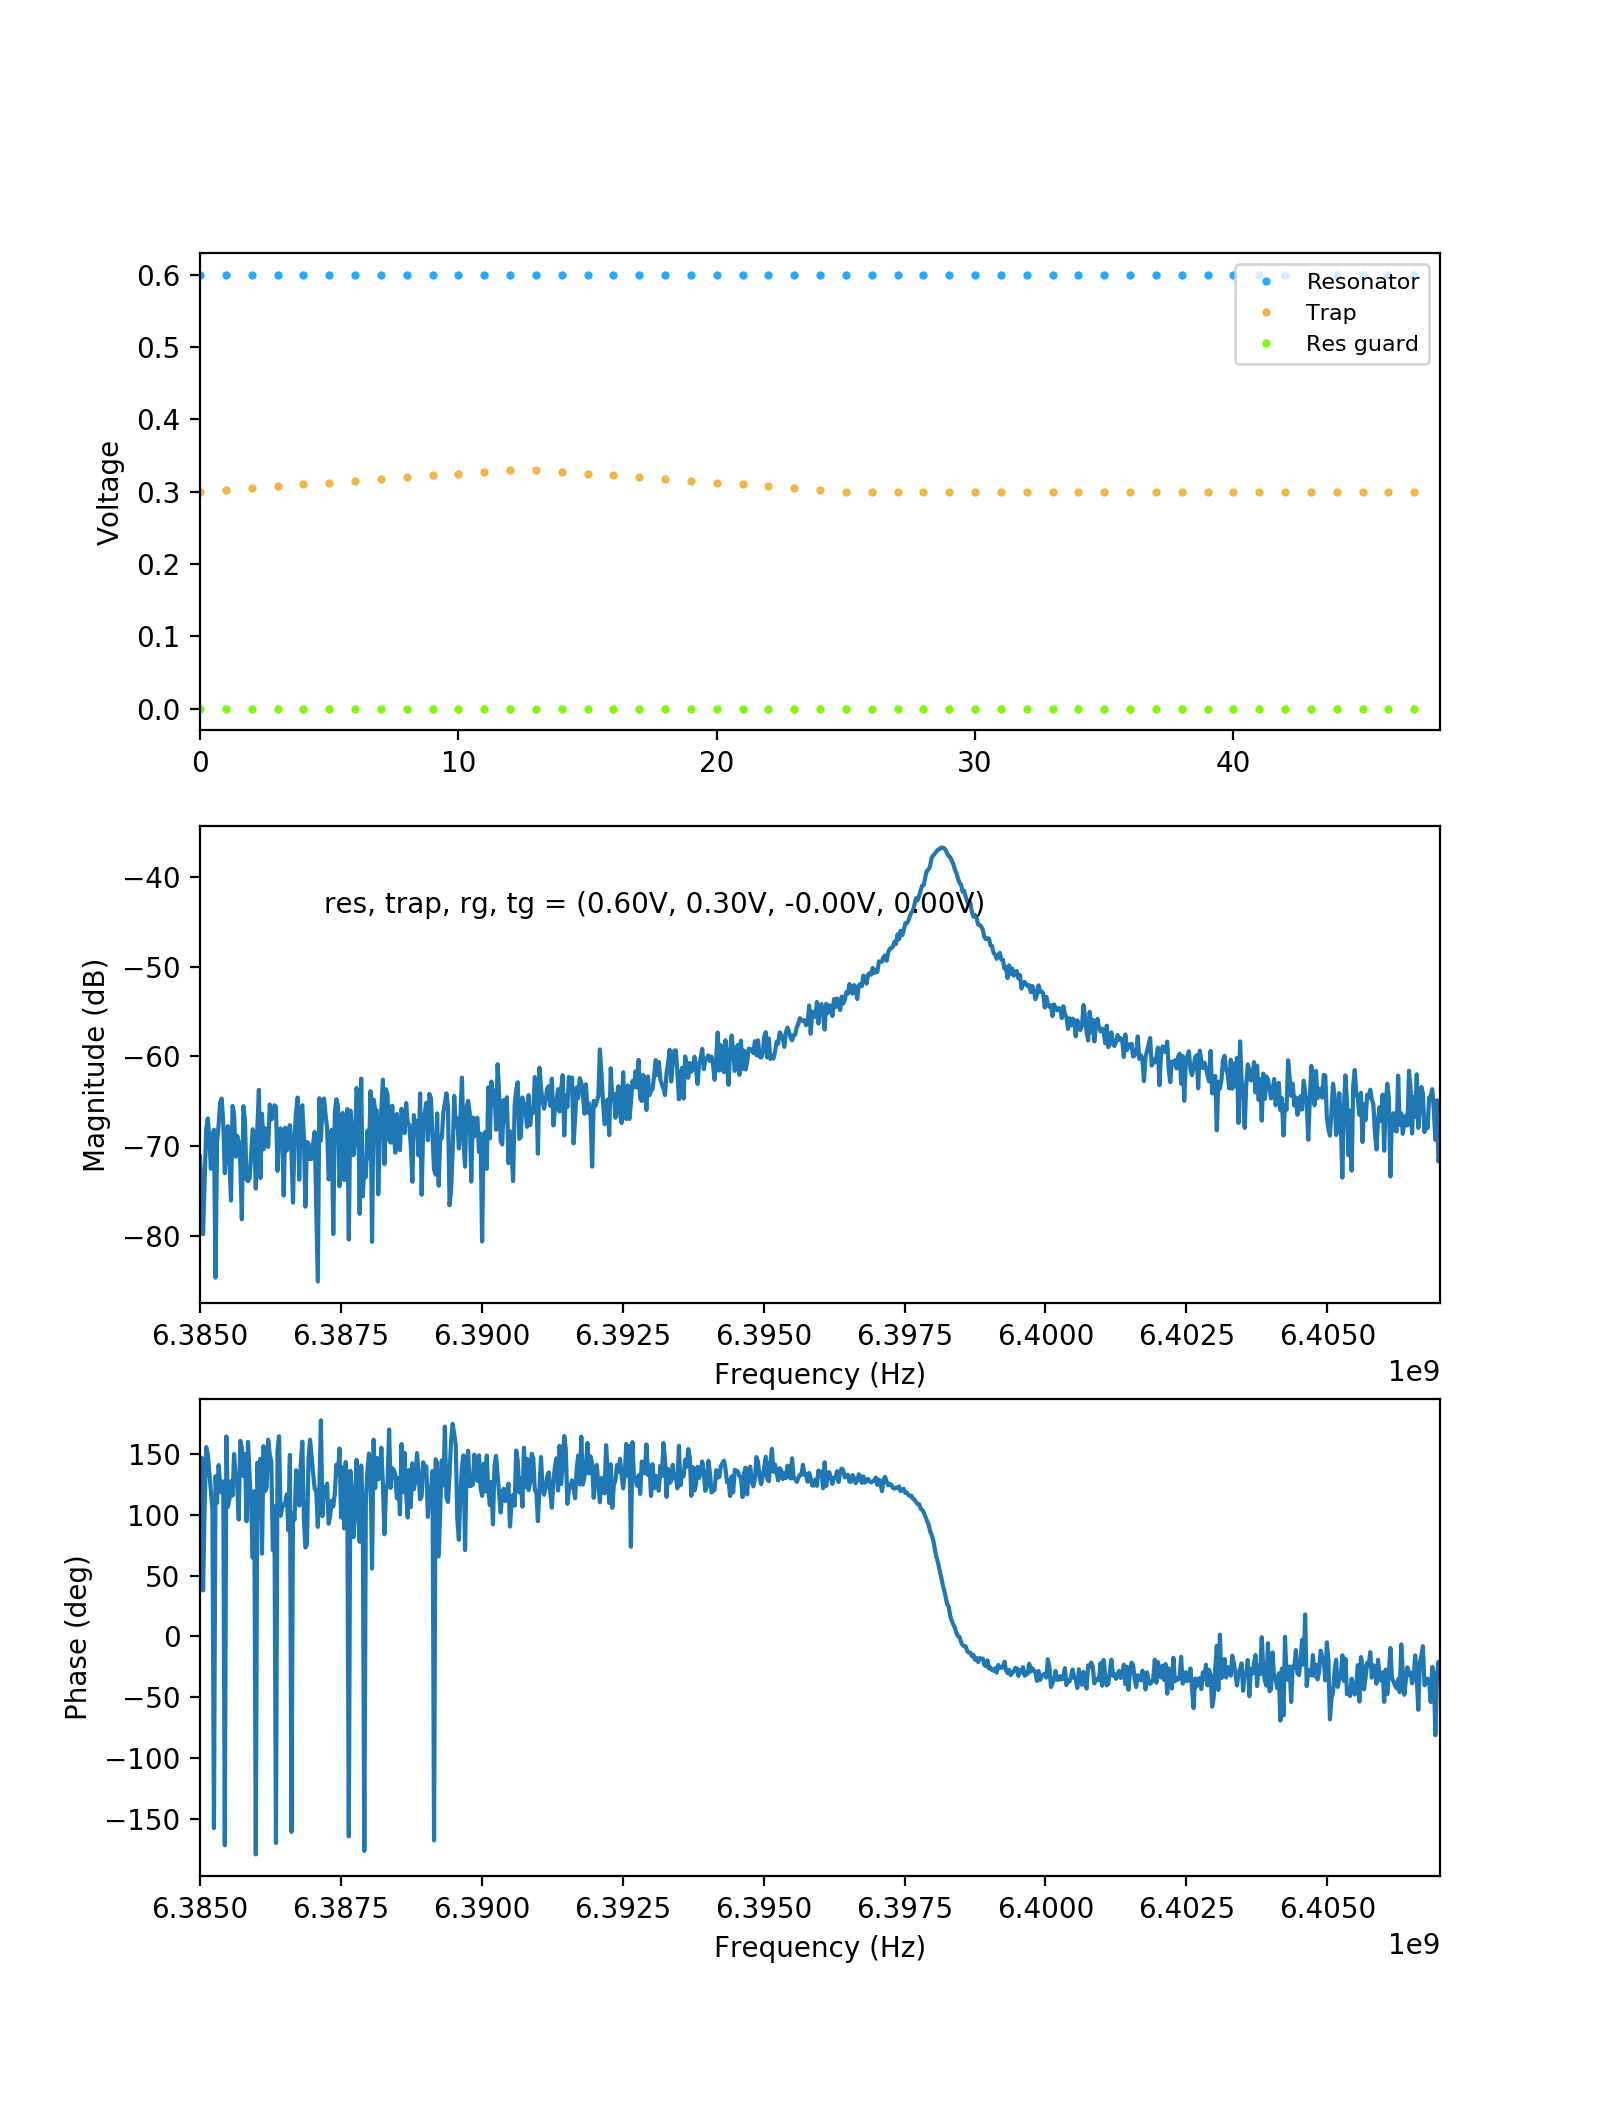 0.6
0.5
0.4
0.3
0.2
0.1
0.0
Voltage
Resonator
Trap
Res guard
0 10 20 30 40
−40
−50
−60
−70
−80
Magnitude (dB)
res, trap, rg, tg = (0.60V, 0.30V, -0.00V, 0.00V)
6.3850 6.3875 6.3900 6.3925 6.3950 6.3975 6.4000 6.4025 6.4050
Frequency (Hz)
1e9
150
100
50
0
−50
−100
−150
Phase (deg)
6.3850 6.3875 6.3900 6.3925 6.3950 6.3975 6.4000 6.4025 6.4050
Frequency (Hz)
1e9